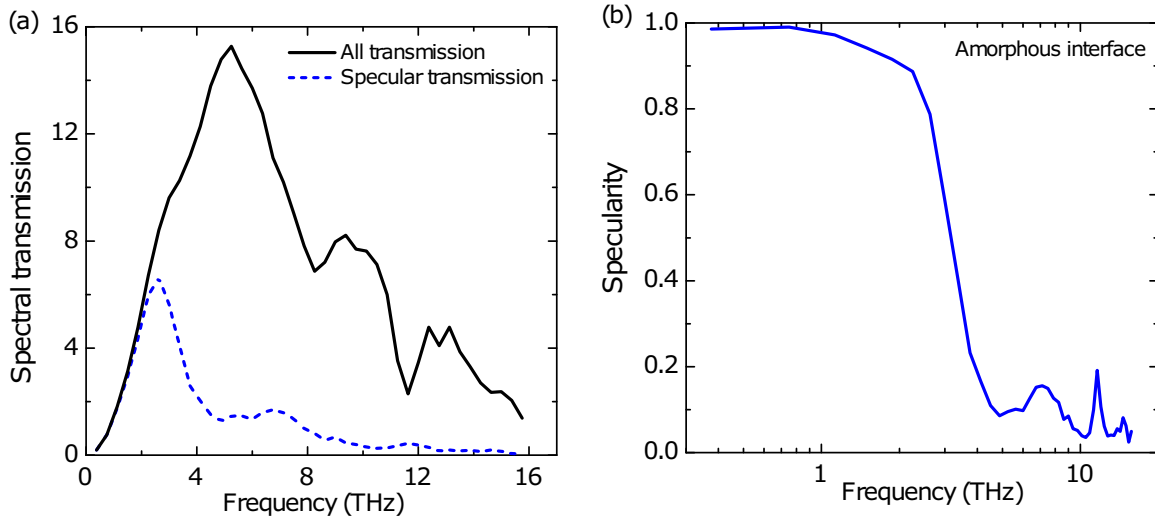 (a)
16
12
8
4
0
Spectral transmission
All transmission
Specular transmission
0 4 8 12 16
Frequency (THz)
(b)
1.0
0.8
0.6
0.4
0.2
0.0
Specularity
Amorphous interface
1 10
Frequency (THz)